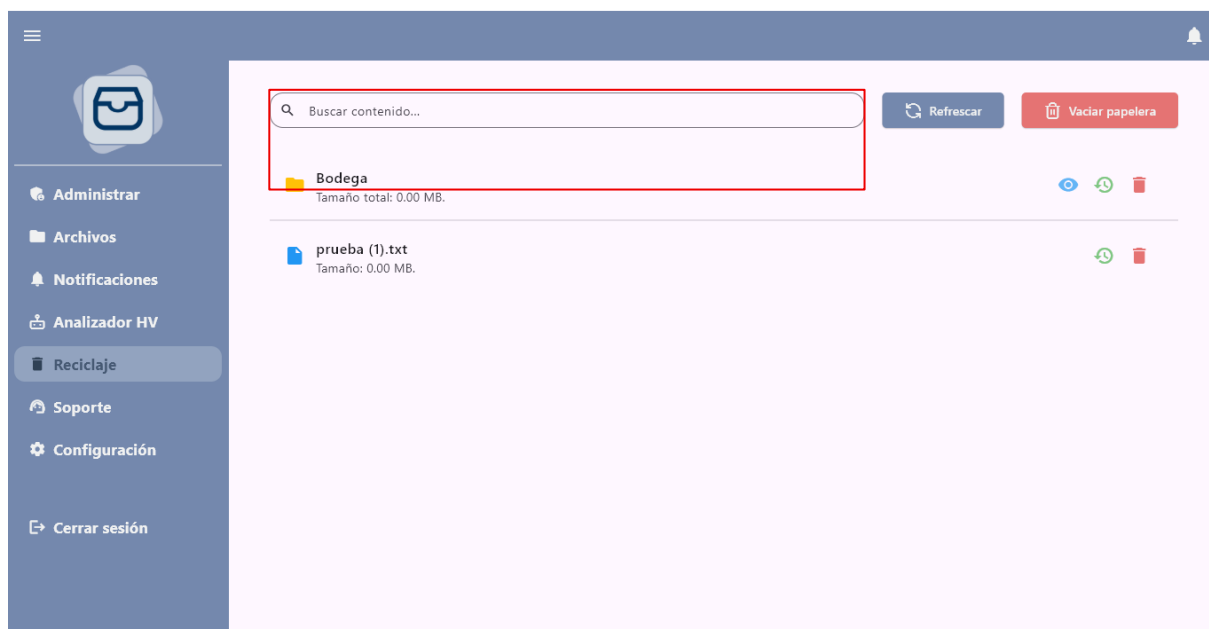 Buscar contenido...
Refrescar
Vaciar papelera
Administrar
Archivos
Notificaciones
Analizador HV
Reciclaje
Soporte
Configuración
Cerrar sesión
Bodega
Tamaño total: 0.00 MB.
prueba (1).txt
Tamaño: 0.00 MB.